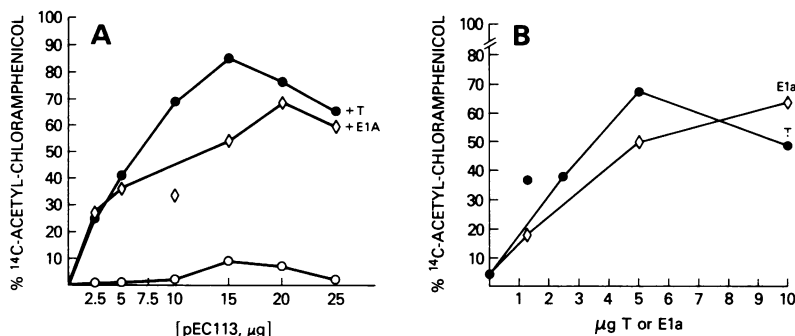 A
% ¹⁴C-ACETYL-CHLORAMPHENICOL
100
90
80
70
60
50
40
30
20
10
+T
+E1A
2.5 5 7.5 10 15 20 25
[pEC113, µg]
B
% ¹⁴C-ACETYL-CHLORAMPHENICOL
100
80
70
60
50
40
30
20
10
E1a
T
1 2 3 4 5 6 7 8 9 10
µg T or E1a